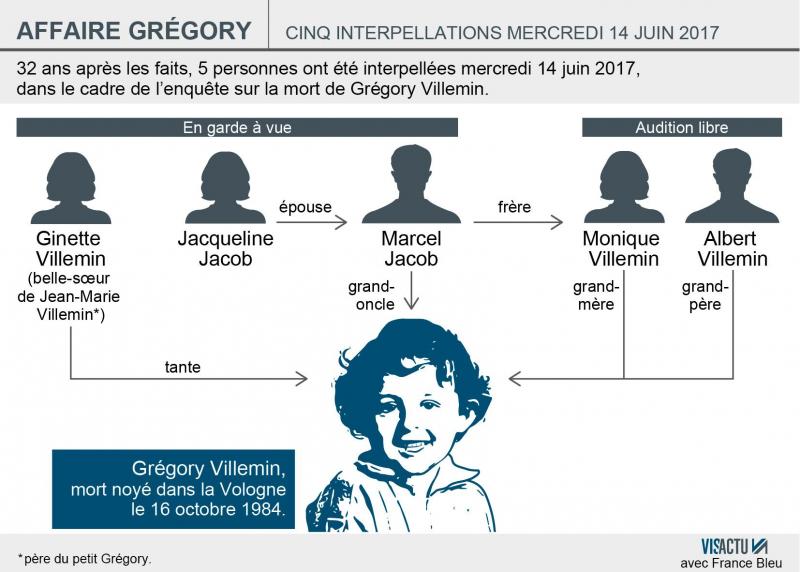 AFFAIRE GRÉGORY
CINQ INTERPELLATIONS MERCREDI 14 JUIN 2017
32 ans après les faits, 5 personnes ont été interpellées mercredi 14 juin 2017,
dans le cadre de l'enquête sur la mort de Grégory Villemin.
En garde à vue
Audition libre
épouse
frère
Ginette
Villemin
(belle-sœur
de Jean-Marie
Villemin*)
Jacqueline
Jacob
Marcel
Jacob
Monique
Villemin
Albert
Villemin
grand-
oncle
grand-
mère
grand-
père
tante
Grégory Villemin,
mort noyé dans la Vologne
le 16 octobre 1984.
*père du petit Grégory.
VISACTU
avec France Bleu